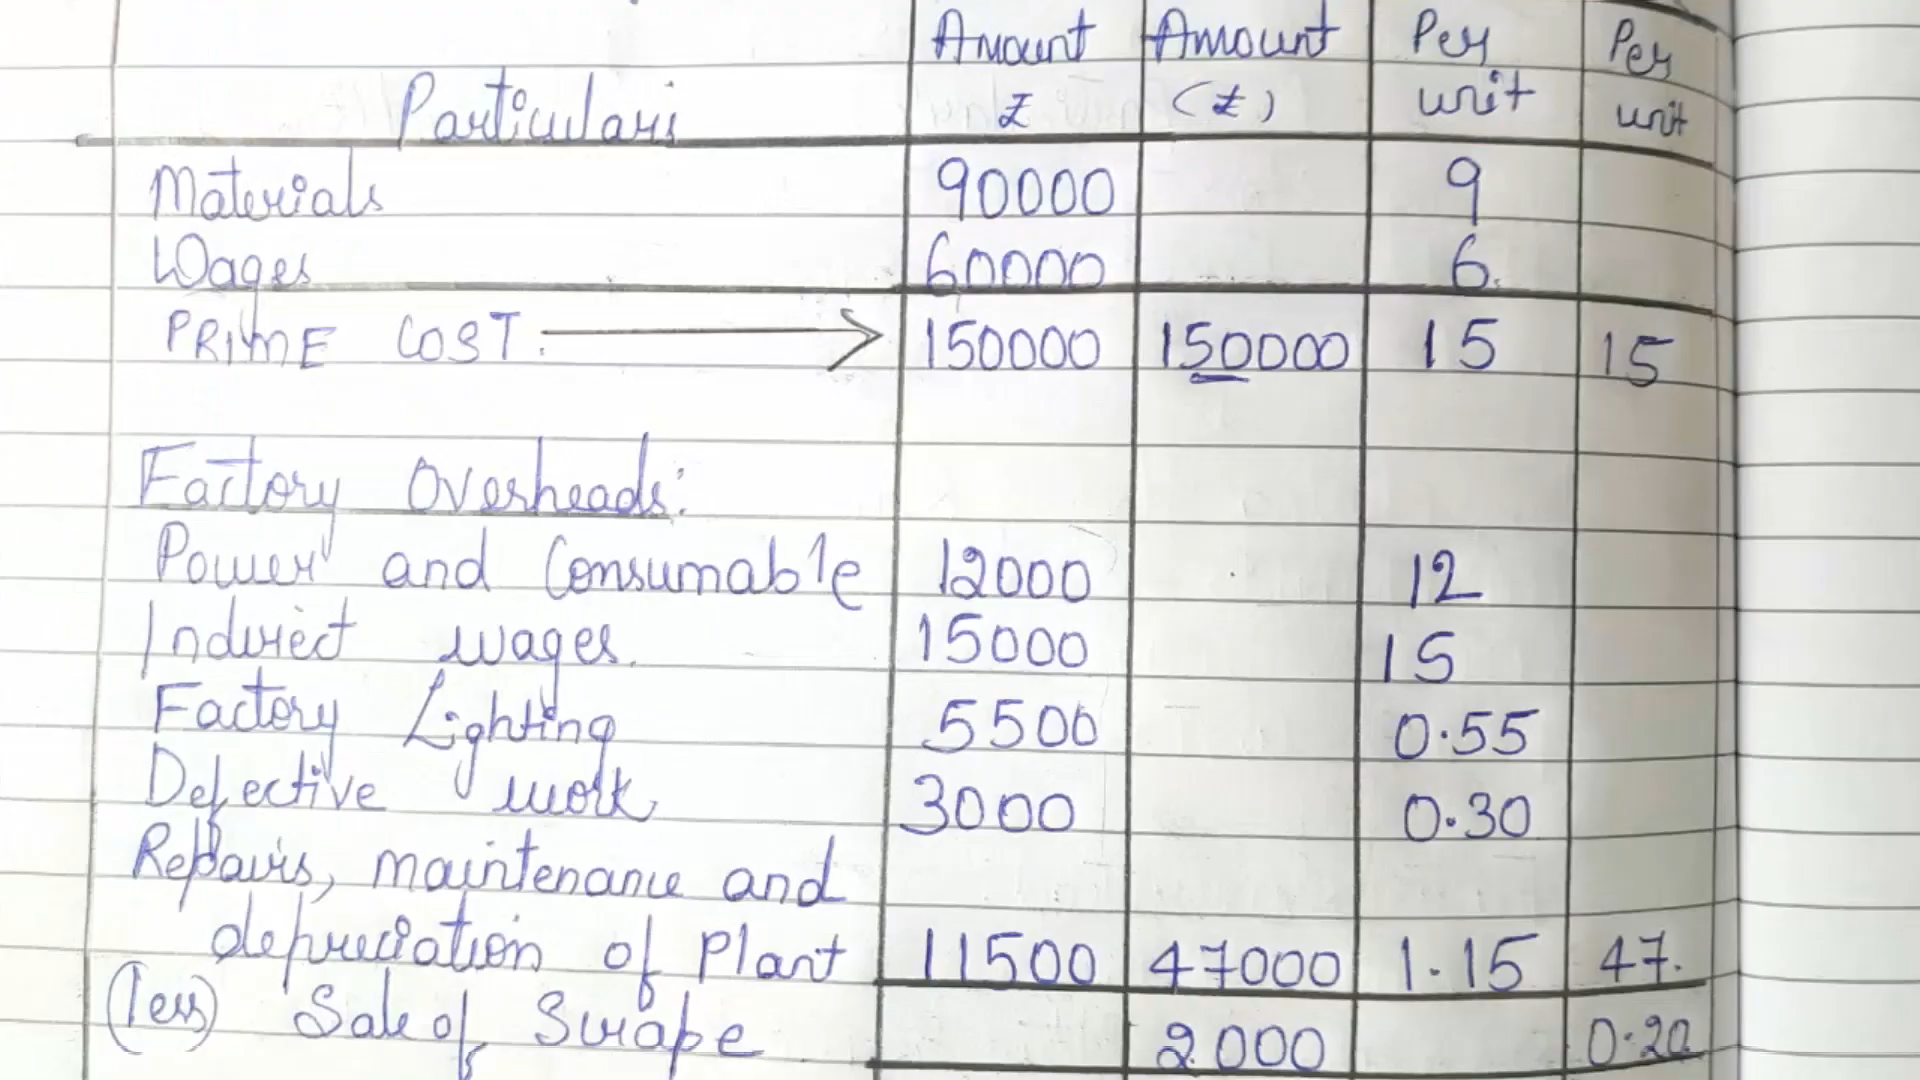 Particulars Amount ₹ Amount (₹) Per unit Per unit
Materials 90000 9
Wages 60000 6.
PRIME COST. 150000 150000 15 15
Factory Overheads:
Power and Consumable 12000 12
Indirect wages. 15000 15
Factory Lighting 5500 0.55
Defective work 3000 0.30
Repairs, maintenance and
depreciation of Plant 11500 47000 1.15 47.
(less) Sale of Scrape 2000 0.20